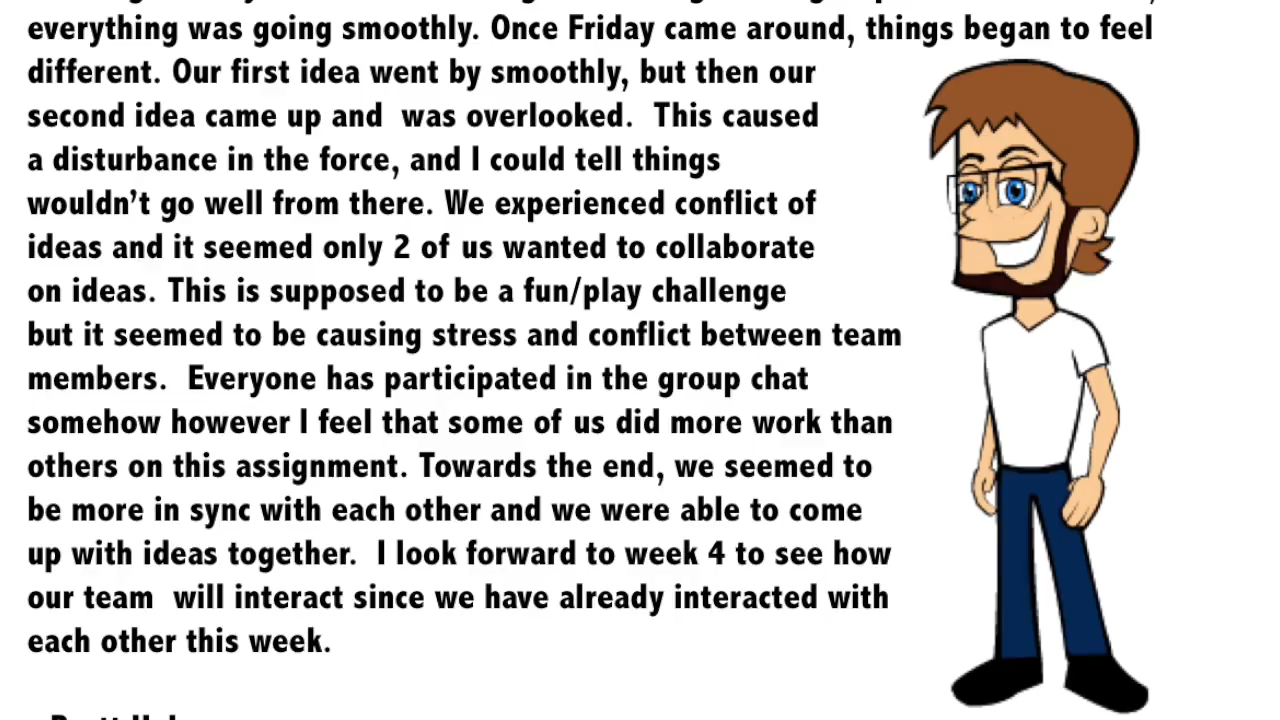 everything was going smoothly. Once Friday came around, things began to feel
different. Our first idea went by smoothly, but then our
second idea came up and  was overlooked.  This caused
a disturbance in the force, and I could tell things
wouldn’t go well from there. We experienced conflict of
ideas and it seemed only 2 of us wanted to collaborate
on ideas. This is supposed to be a fun/play challenge
but it seemed to be causing stress and conflict between team
members.  Everyone has participated in the group chat
somehow however I feel that some of us did more work than
others on this assignment. Towards the end, we seemed to
be more in sync with each other and we were able to come
up with ideas together.  I look forward to week 4 to see how
our team  will interact since we have already interacted with
each other this week.